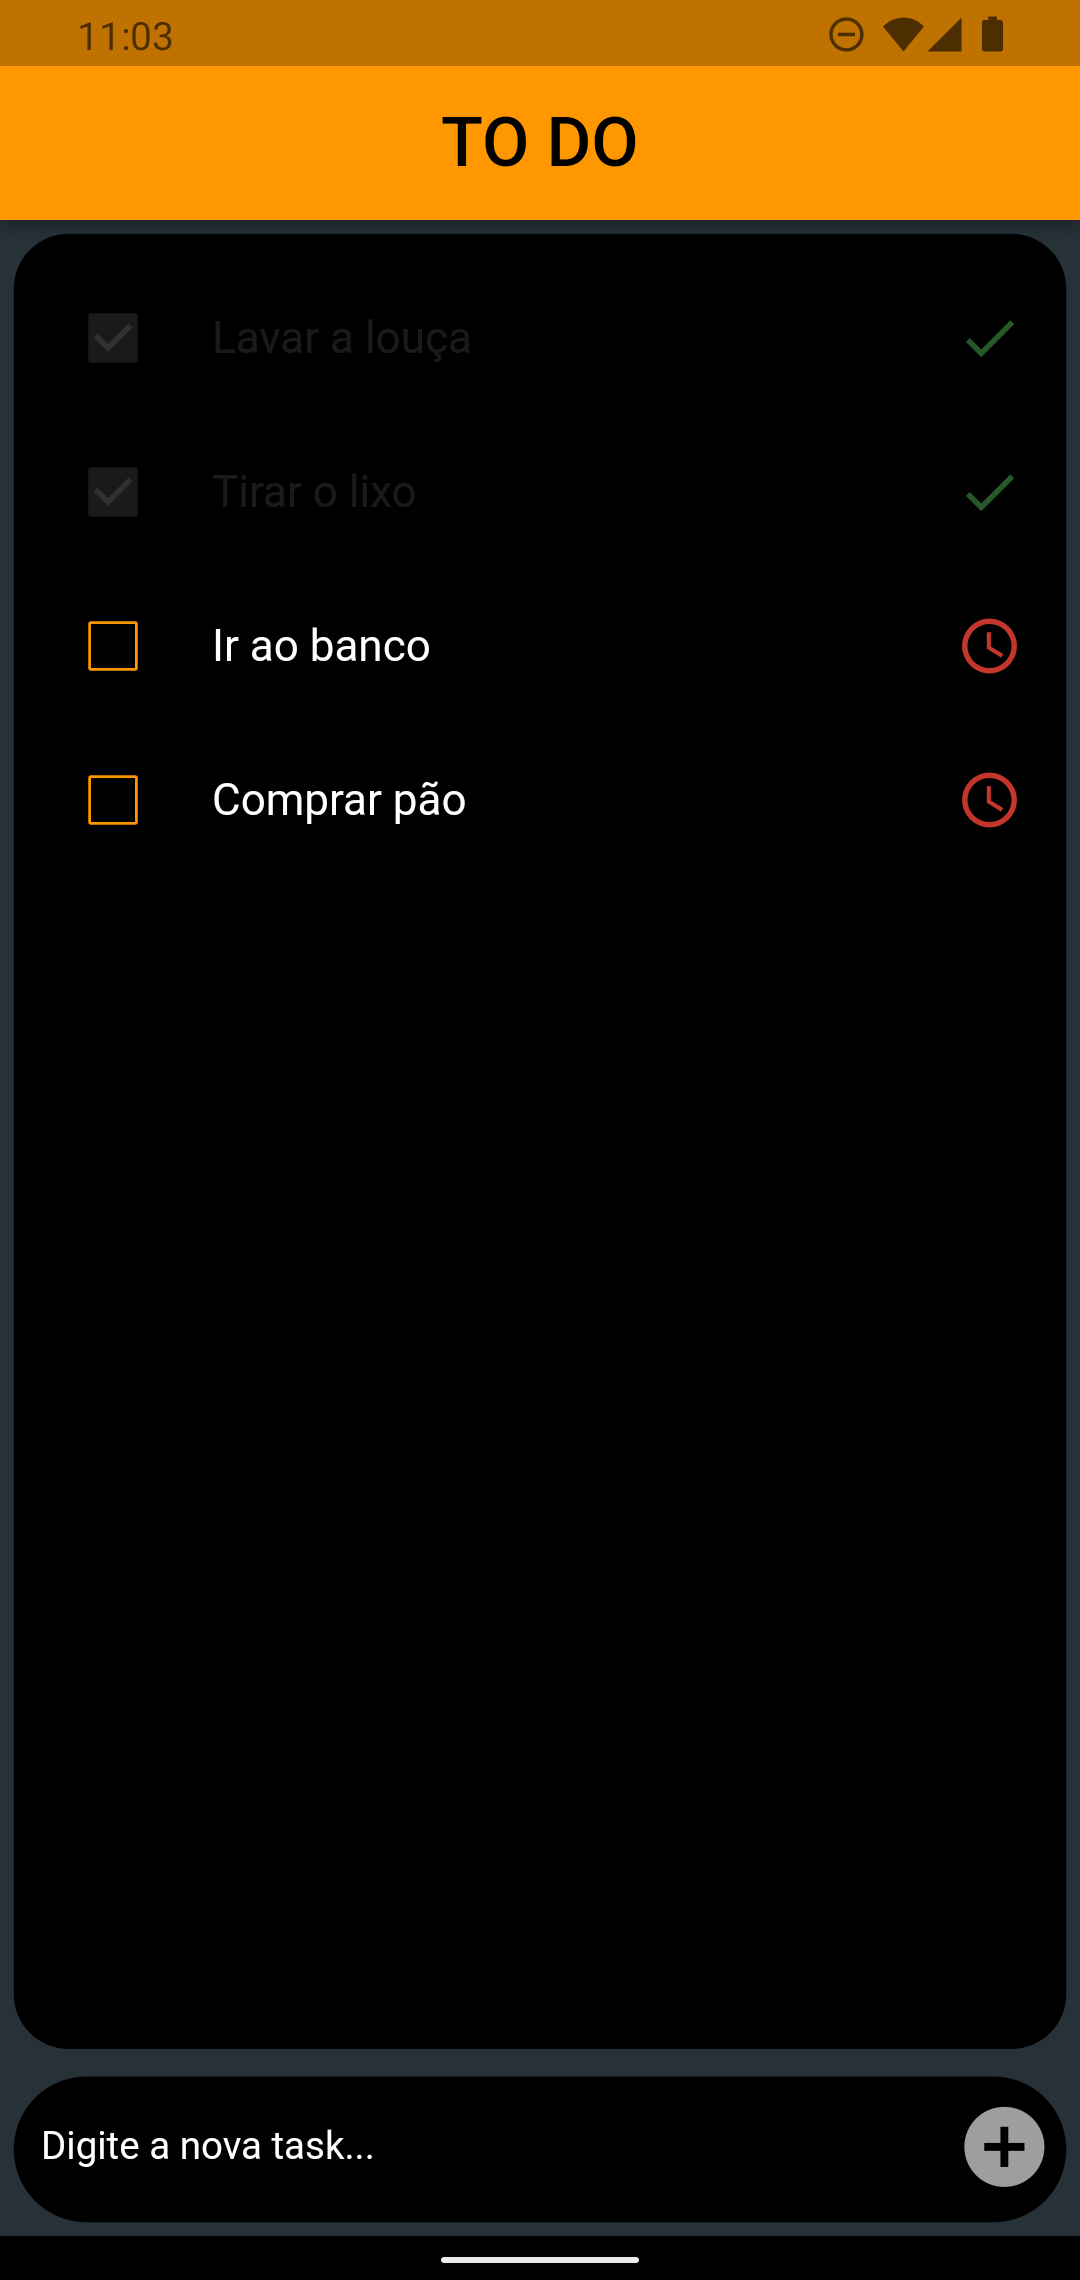 11:03
TO DO
Lavar a louça
Tirar o lixo
Ir ao banco
Comprar pão
Digite a nova task...